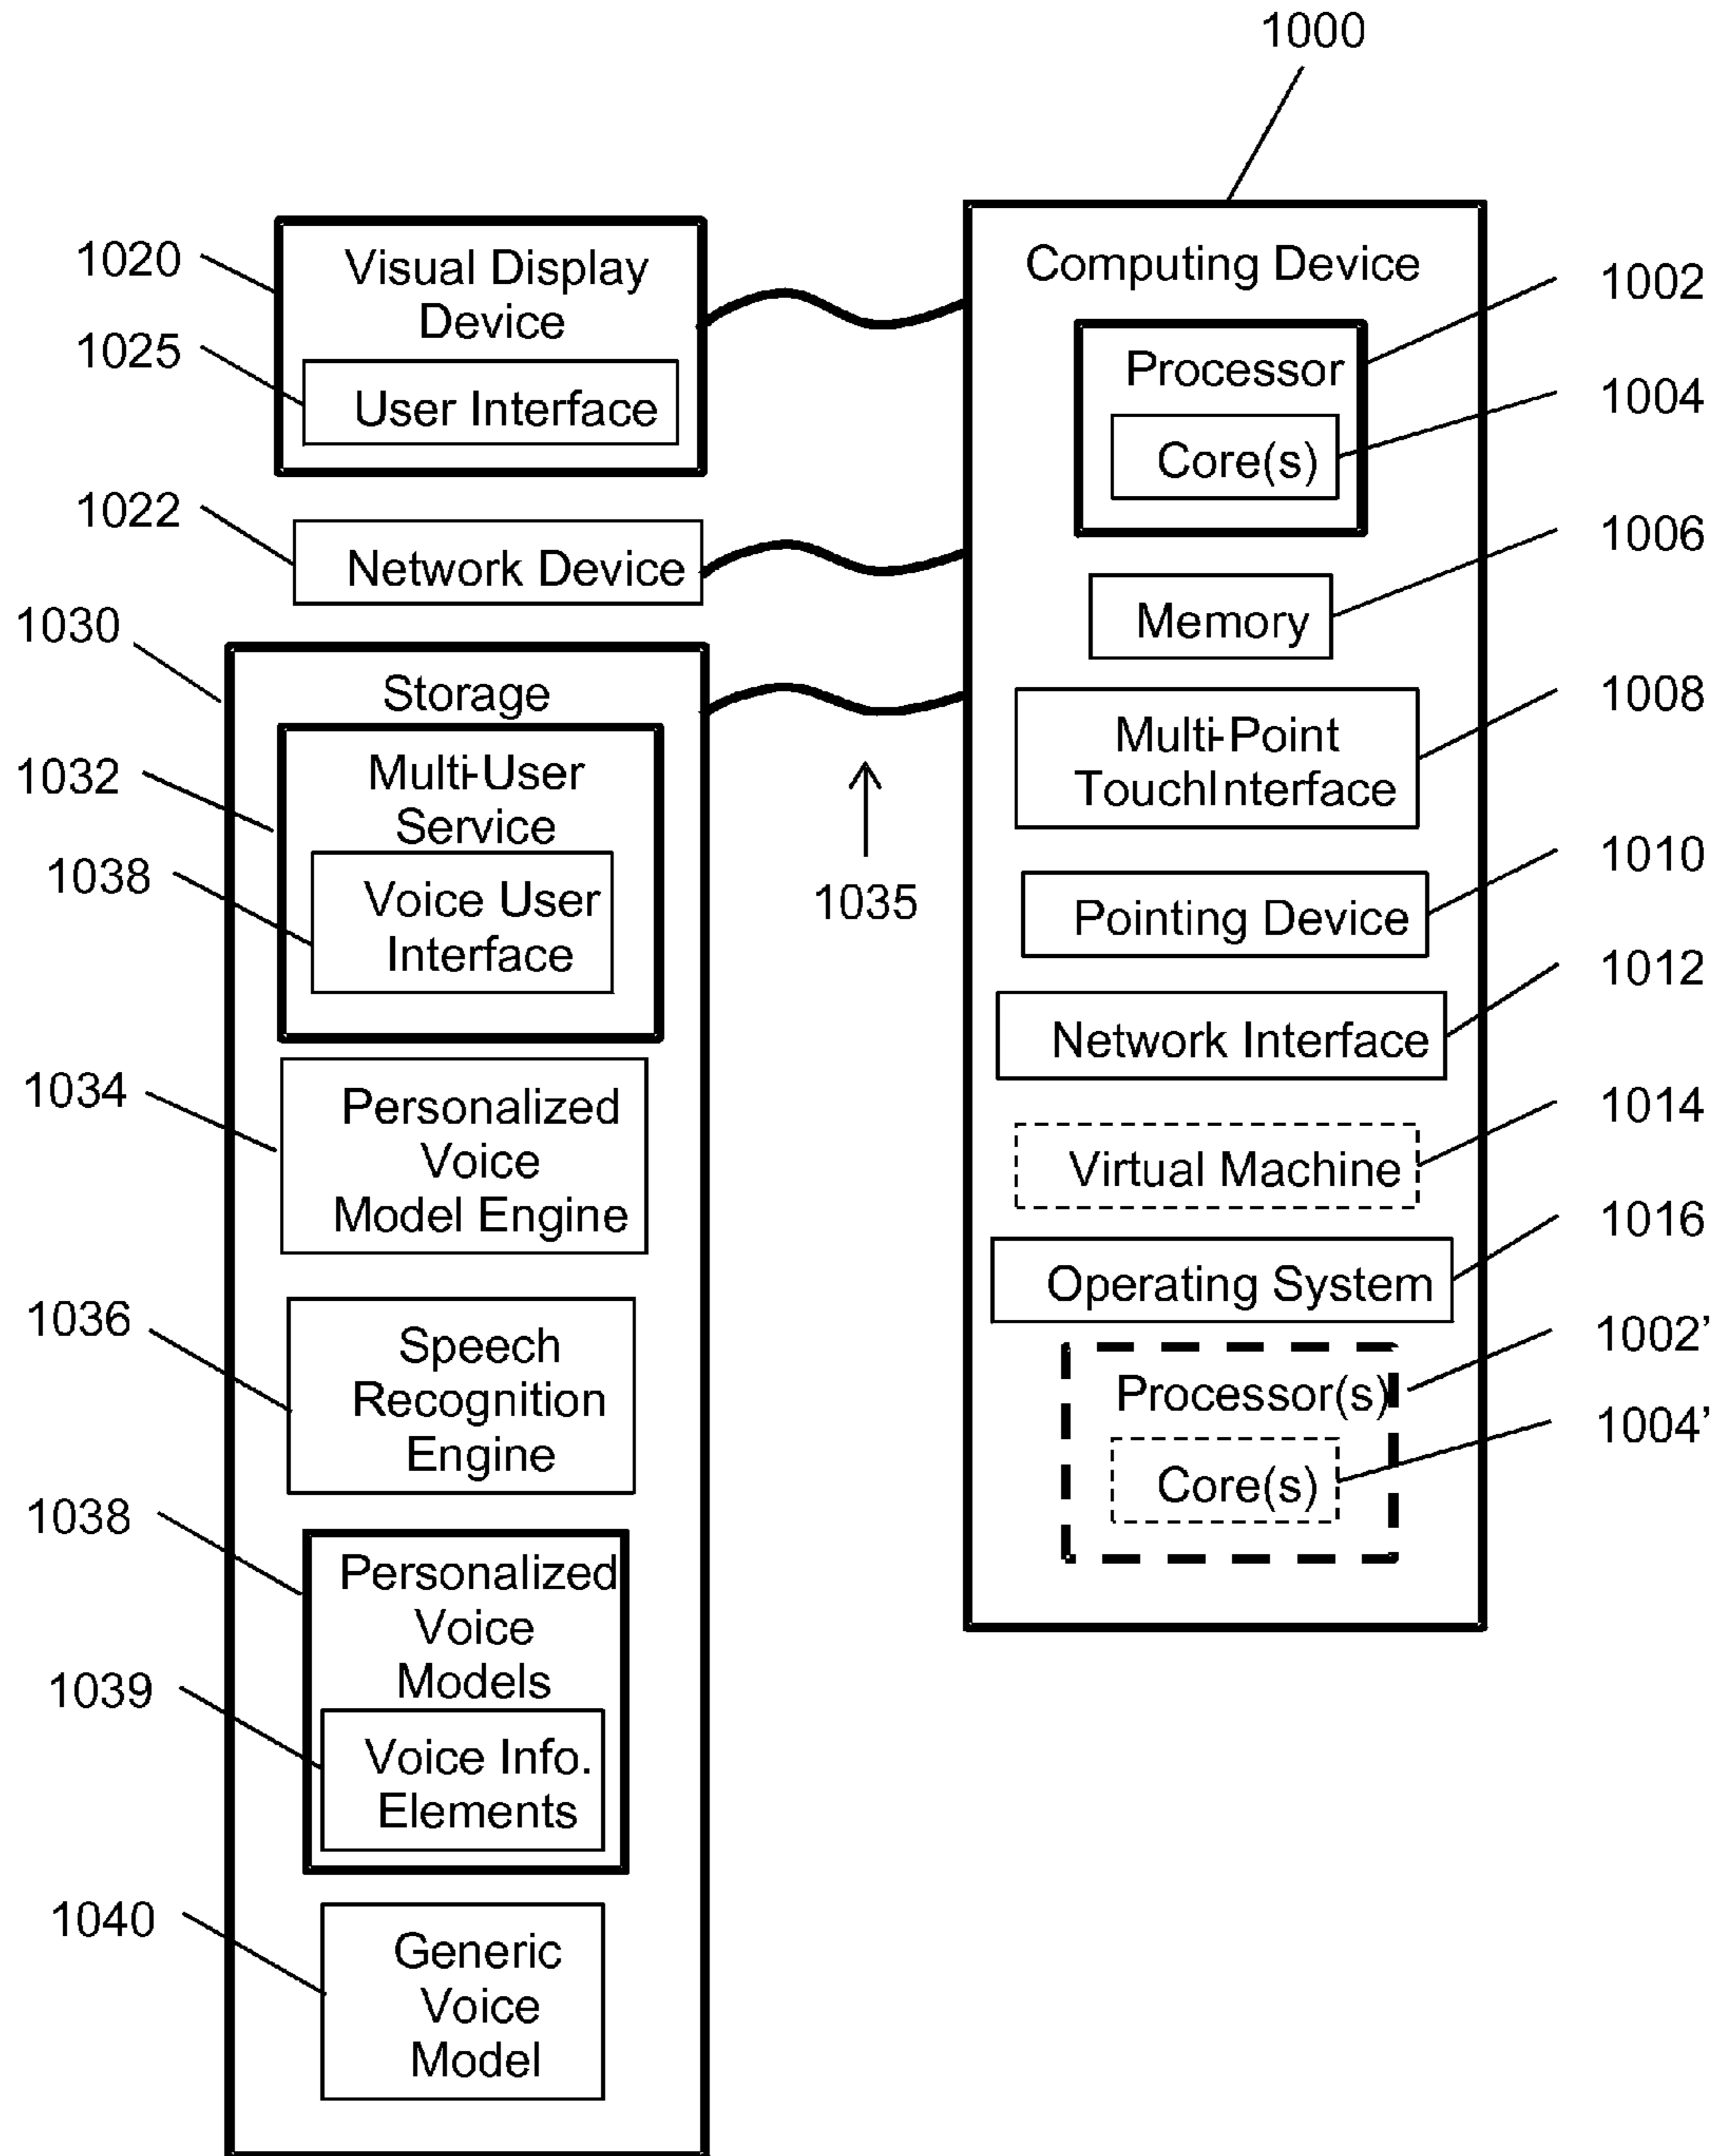 1000
1020
Visual Display
Device
1025
User Interface
1022
Network Device
1030
Storage
1032
Multi-User
Service
1038
Voice User
Interface
1034
Personalized
Voice
Model Engine
1036
Speech
Recognition
Engine
1038
Personalized
Voice
Models
1039
Voice Info.
Elements
1040
Generic
Voice
Model
1035
Computing Device
1002
Processor
1004
Core(s)
1006
Memory
1008
Multi-Point
TouchInterface
1010
Pointing Device
1012
Network Interface
1014
Virtual Machine
1016
Operating System
1002’
Processor(s)
1004’
Core(s)